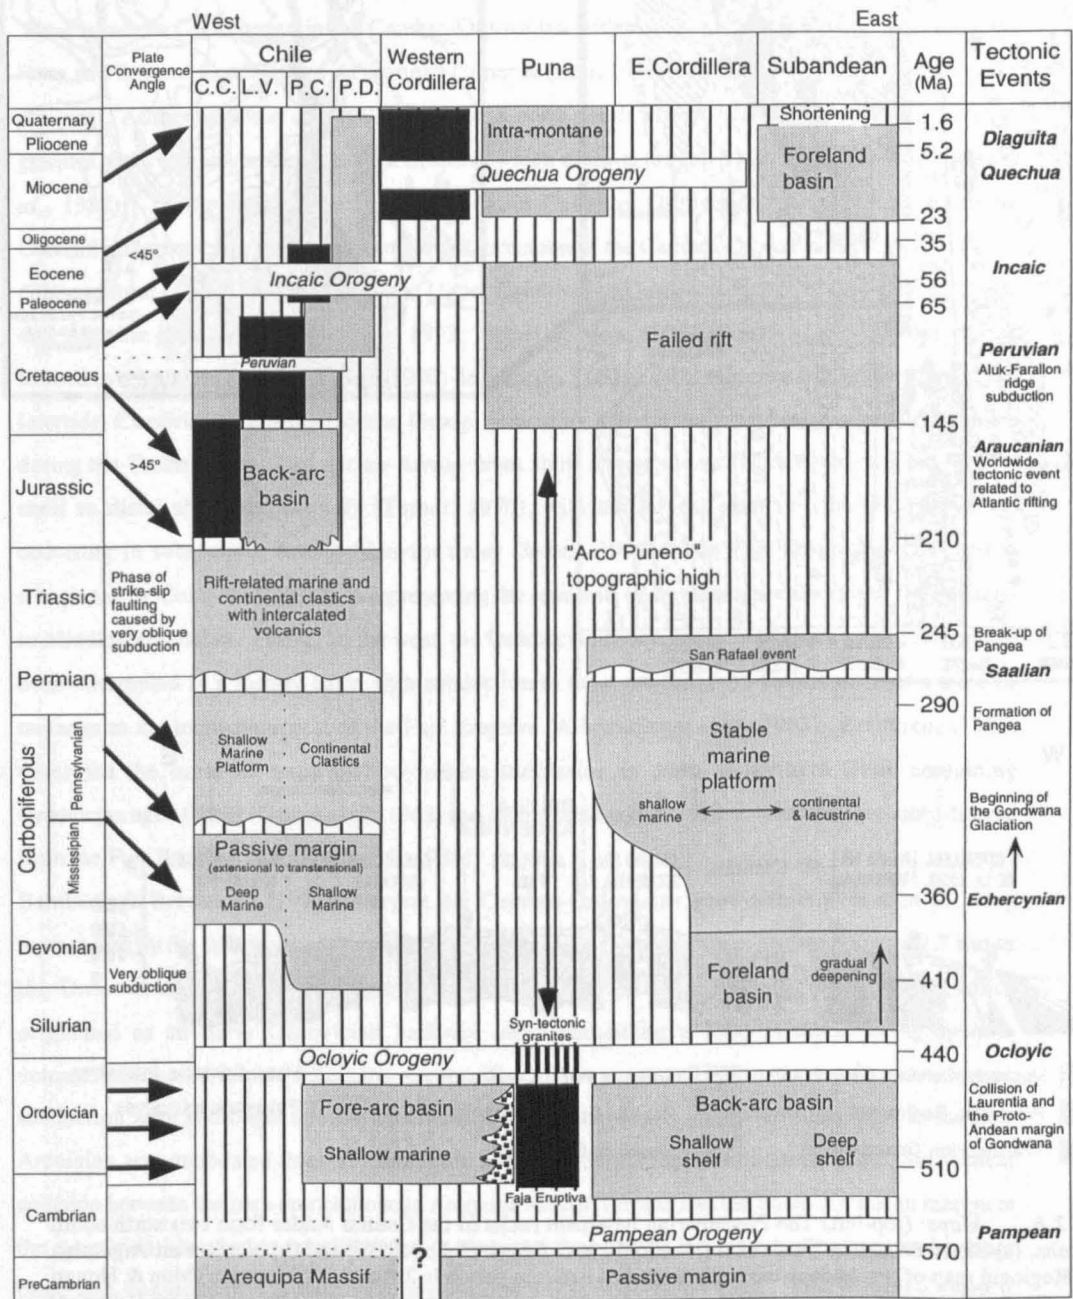 West
East
Plate Convergence Angle
Chile
C.C.
L.V.
P.C.
P.D.
Western Cordillera
Puna
E.Cordillera
Subandean
Age (Ma)
Tectonic Events
Quaternary
Pliocene
Miocene
Oligocene
Eocene
Paleocene
Cretaceous
Jurassic
Triassic
Permian
Carboniferous
Pennsylvanian
Mississipian
Devonian
Silurian
Ordovician
Cambrian
PreCambrian
<45°
>45°
Phase of
strike-slip
faulting
caused by
very oblique
subduction
Very oblique
subduction
Intra-montane
Shortening
Foreland
basin
Quechua Orogeny
Incaic Orogeny
Failed rift
Peruvian
Back-arc
basin
"Arco Puneno"
topographic high
Rift-related marine and
continental clastics
with intercalated
volcanics
San Rafael event
Shallow
Marine
Platform
Continental
Clastics
Stable
marine
platform
shallow
marine
continental
& lacustrine
Passive margin
(extensional to transtensional)
Deep
Marine
Shallow
Marine
Foreland
basin
gradual
deepening
Syn-tectonic
granites
Ocloyic Orogeny
Fore-arc basin
Shallow marine
Faja Eruptiva
Back-arc basin
Shallow
shelf
Deep
shelf
Pampean Orogeny
Arequipa Massif
?
Passive margin
1.6
5.2
23
35
56
65
145
210
245
290
360
410
440
510
570
Diaguita
Quechua
Incaic
Peruvian
Aluk-Farallon
ridge
subduction
Araucanian
Worldwide
tectonic event
related to
Atlantic rifting
Break-up of
Pangea
Saalian
Formation of
Pangea
Beginning of
the Gondwana
Glaciation
Eohercynian
Ocloyic
Collision of
Laurentia and
the Proto-
Andean margin
of Gondwana
Pampean